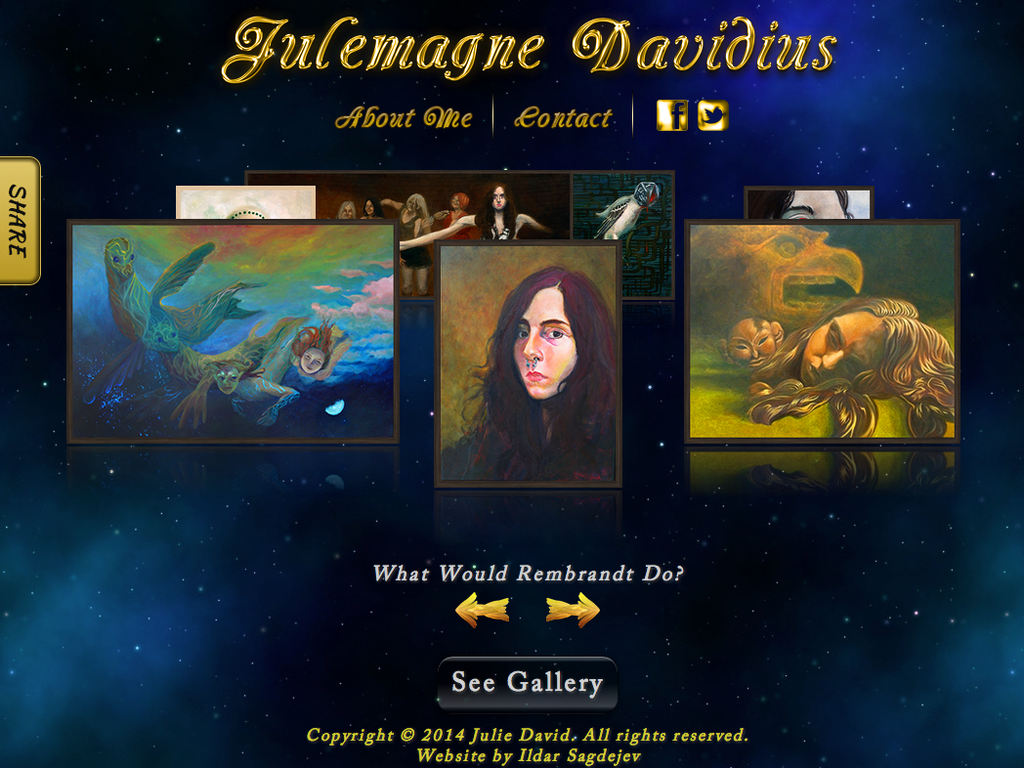 Julemagne Davidius
About Me
Contact
SHARE
What Would Rembrandt Do?
See Gallery
Copyright © 2014 Julie David. All rights reserved.
Website by Ildar Sagdejev